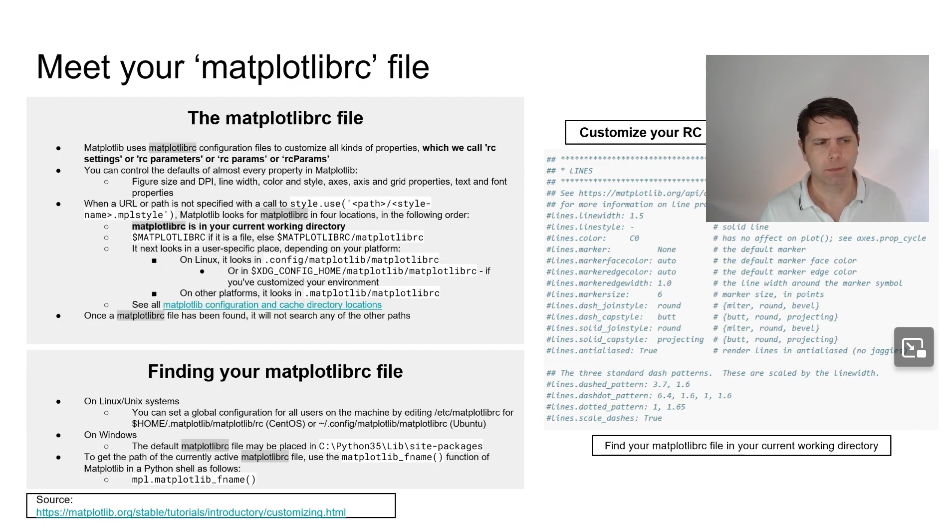 Meet your ‘matplotlibrc’ file
The matplotlibrc file
● Matplotlib uses matplotlibrc configuration files to customize all kinds of properties, which we call 'rc
settings' or 'rc parameters' or ‘rc params’ or ‘rcParams’
● You can control the defaults of almost every property in Matplotlib:
○ Figure size and DPI, line width, color and style, axes, axis and grid properties, text and font
properties
● When a URL or path is not specified with a call to style.use('<path>/<style-
name>.mplstyle'), Matplotlib looks for matplotlibrc in four locations, in the following order:
○ matplotlibrc is in your current working directory
○ $MATPLOTLIBRC if it is a file, else $MATPLOTLIBRC/matplotlibrc
○ It next looks in a user-specific place, depending on your platform:
■ On Linux, it looks in .config/matplotlib/matplotlibrc
● Or in $XDG_CONFIG_HOME/matplotlib/matplotlibrc - if
you've customized your environment
■ On other platforms, it looks in .matplotlib/matplotlibrc
○ See all matplotlib configuration and cache directory locations
● Once a matplotlibrc file has been found, it will not search any of the other paths
Finding your matplotlibrc file
● On Linux/Unix systems
○ You can set a global configuration for all users on the machine by editing /etc/matplotlibrc for
$HOME/.matplotlib/matplotlib/rc (CentOS) or ~/.config/matplotlib/matplotlibrc (Ubuntu)
● On Windows
○ The default matplotlibrc file may be placed in C:\Python35\Lib\site-packages
● To get the path of the currently active matplotlibrc file, use the matplotlib_fname() function of
Matplotlib in a Python shell as follows:
○ mpl.matplotlib_fname()
Source:
https://matplotlib.org/stable/tutorials/introductory/customizing.html
Customize your RC
## * LINES
## See https://matplotlib.org/api/
## for more information on line
#lines.linewidth: 1.5
#lines.linestyle: - # solid line
#lines.color: C0 # has no affect on plot(); see axes.prop_cycle
#lines.marker: None # the default marker
#lines.markerfacecolor: auto # the default marker face color
#lines.markeredgecolor: auto # the default marker edge color
#lines.markeredgewidth: 1.0 # the line width around the marker symbol
#lines.markersize: 6 # marker size, in points
#lines.dash_joinstyle: round # {miter, round, bevel}
#lines.dash_capstyle: butt # {butt, round, projecting}
#lines.solid_joinstyle: round # {miter, round, bevel}
#lines.solid_capstyle: projecting # {butt, round, projecting}
#lines.antialiased: True # render lines in antialiased (no jaggies)
## The three standard dash patterns. These are scaled by the linewidth.
#lines.dashed_pattern: 3.7, 1.6
#lines.dashdot_pattern: 6.4, 1.6, 1, 1.6
#lines.dotted_pattern: 1, 1.65
#lines.scale_dashes: True
Find your matplotlibrc file in your current working directory